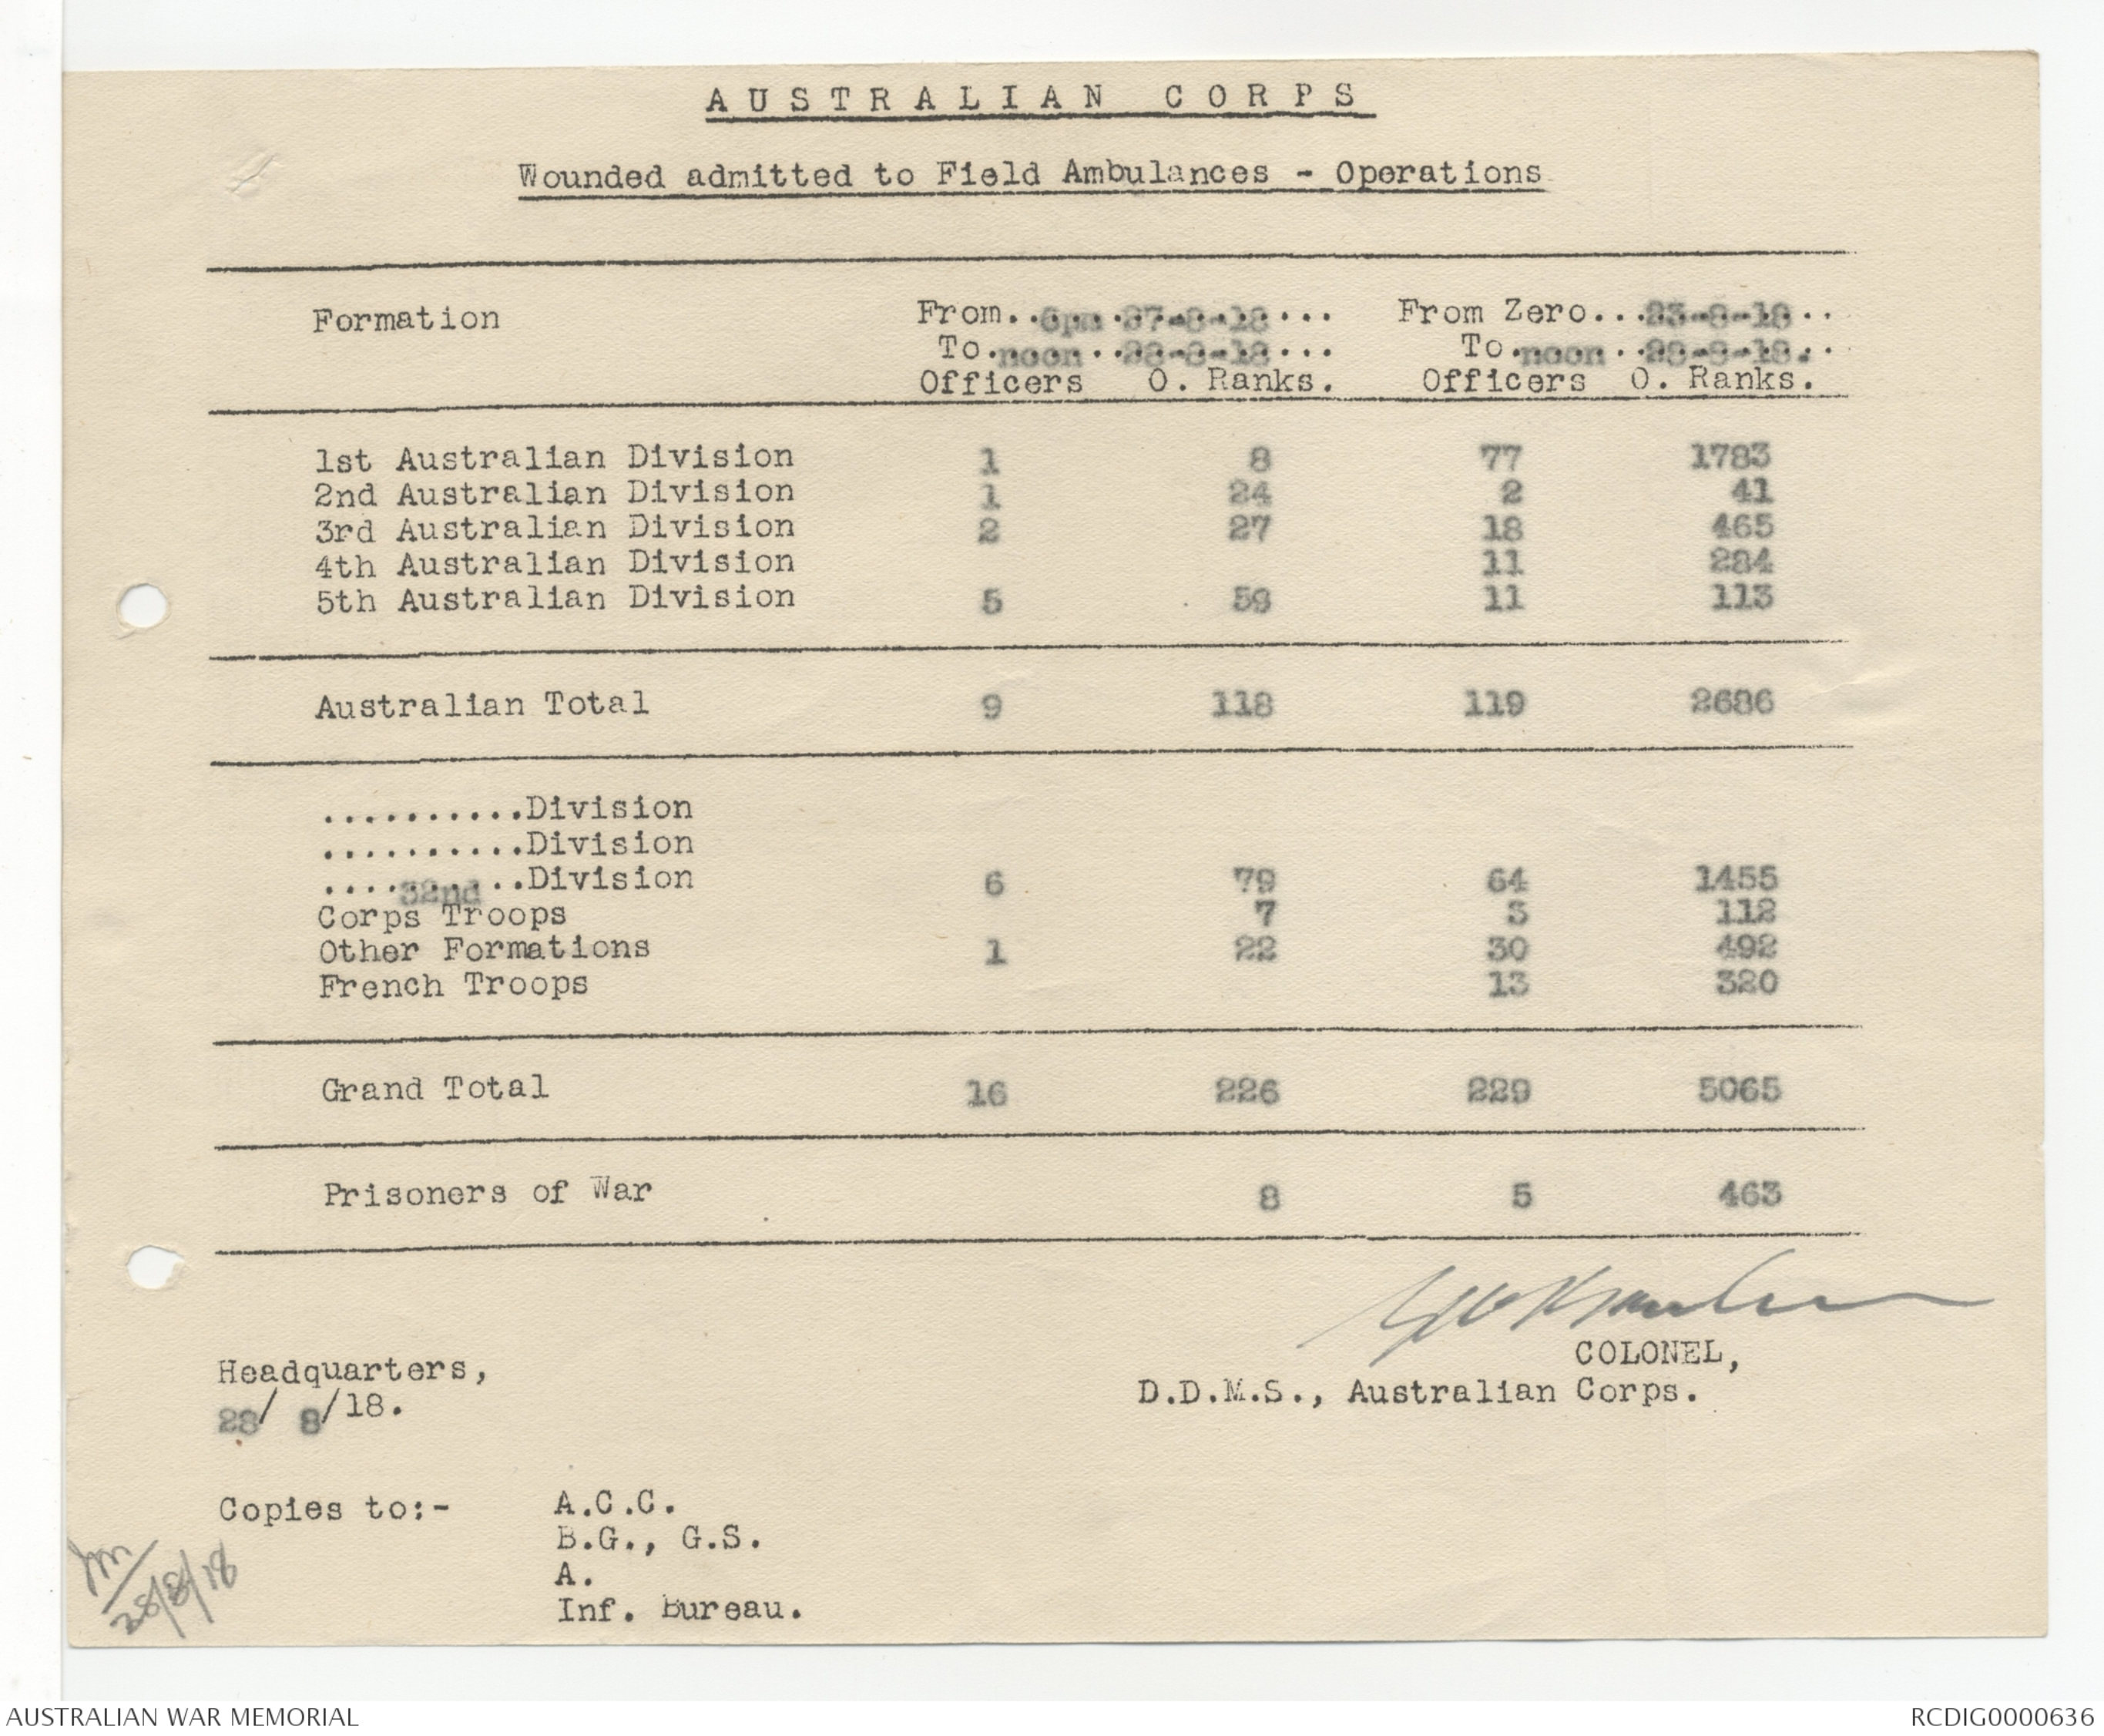 AUSTRALIAN CORPS
Wounded admitted to Field Ambulances - Operations
Formation From..6pm.27-8-18... From Zero...23-8-18..
To.noon..28-8-18... To.noon..28-8-18...
Officers O. Ranks. Officers O. Ranks.
1st Australian Division 1 8 77 1783
2nd Australian Division 1 24 2 41
3rd Australian Division 2 27 18 465
4th Australian Division 11 284
5th Australian Division 5 59 11 113
Australian Total 9 118 119 2686
..........Division
..........Division
....32nd..Division 6 79 64 1455
Corps Troops 7 3 112
Other Formations 1 22 30 492
French Troops 13 320
Grand Total 16 226 229 5065
Prisoners of War 8 5 463
COLONEL,
D.D.M.S., Australian Corps.
Headquarters,
28/ 8/18.
Copies to:- A.C.C.
B.G., G.S.
A.
Inf. Bureau.
28/8/18
AUSTRALIAN WAR MEMORIAL
RCDIG0000636